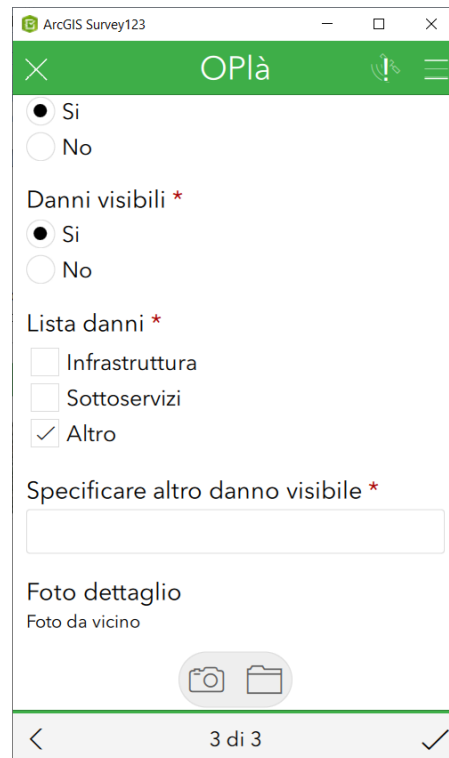 ArcGIS Survey123
OPlà
Si
No
Danni visibili *
Si
No
Lista danni *
Infrastruttura
Sottoservizi
Altro
Specificare altro danno visibile *
Foto dettaglio
Foto da vicino
3 di 3